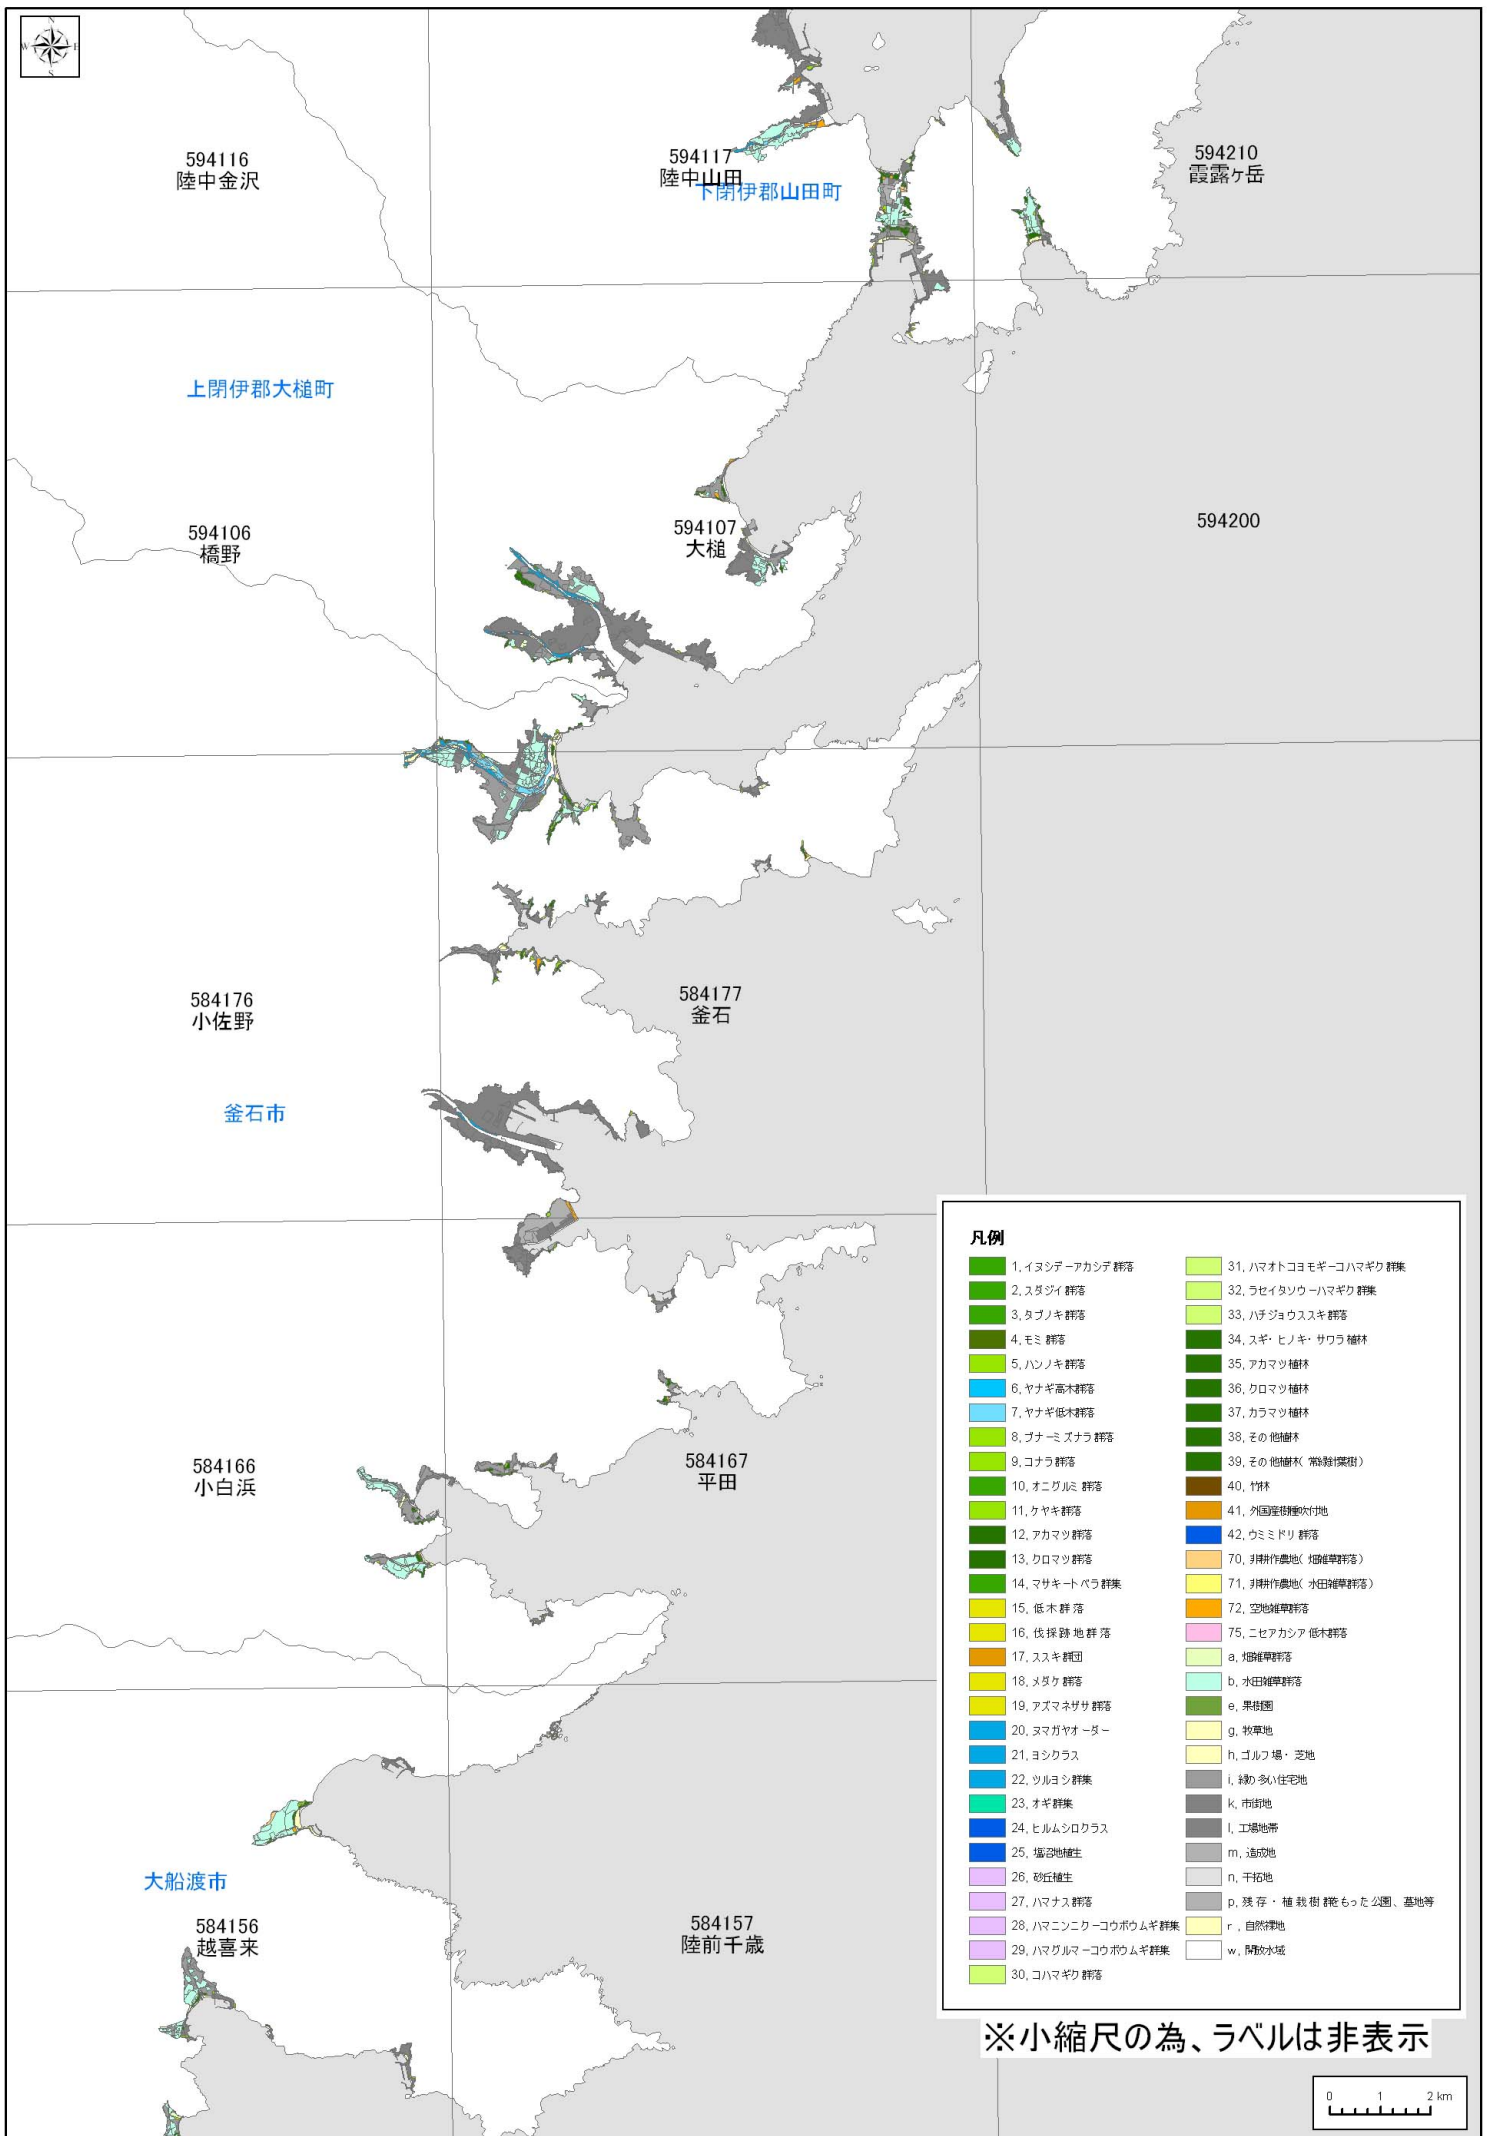 N
W E
S
594116
陸中金沢
594117
陸中山田
下閉伊郡山田町
594210
霞露ヶ岳
上閉伊郡大槌町
594106
橋野
594107
大槌
594200
584176
小佐野
584177
釜石
釜石市
584166
小白浜
584167
平田
大船渡市
584156
越喜来
584157
陸前千歳
凡例
1, イヌシデーアカシデ群落
2, スダジイ群落
3, タブノキ群落
4, モミ群落
5, ハンノキ群落
6, ヤナギ高木群落
7, ヤナギ低木群落
8, ブナーミズナラ群落
9, コナラ群落
10, オニグルミ群落
11, ケヤキ群落
12, アカマツ群落
13, クロマツ群落
14, マサキートベラ群集
15, 低木群落
16, 伐採跡地群落
17, ススキ群団
18, メダケ群落
19, アズマネザサ群落
20, ヌマガヤオーダー
21, ヨシクラス
22, ツルヨシ群集
23, オギ群集
24, ヒルムシロクラス
25, 塩沼地植生
26, 砂丘植生
27, ハマナス群落
28, ハマニンニクーコウボウムギ群集
29, ハマグルマーコウボウムギ群集
30, コハマギク群落
31, ハマオトコヨモギーコハマギク群集
32, ラセイタソウーハマギク群集
33, ハチジョウススキ群落
34, スギ・ヒノキ・サワラ植林
35, アカマツ植林
36, クロマツ植林
37, カラマツ植林
38, その他植林
39, その他植林（常緑針葉樹）
40, 竹林
41, 外国産樹種吹付地
42, ウミミドリ群落
70, 非耕作農地（畑雑草群落）
71, 非耕作農地（水田雑草群落）
72, 空地雑草群落
75, ニセアカシア低木群落
a, 畑雑草群落
b, 水田雑草群落
e, 果樹園
g, 牧草地
h, ゴルフ場・芝地
i, 緑の多い住宅地
k, 市街地
l, 工場地帯
m, 造成地
n, 干拓地
p, 残存・植栽樹群をもった公園、墓地等
r, 自然裸地
w, 開放水域
※小縮尺の為、ラベルは非表示
0 1 2 km